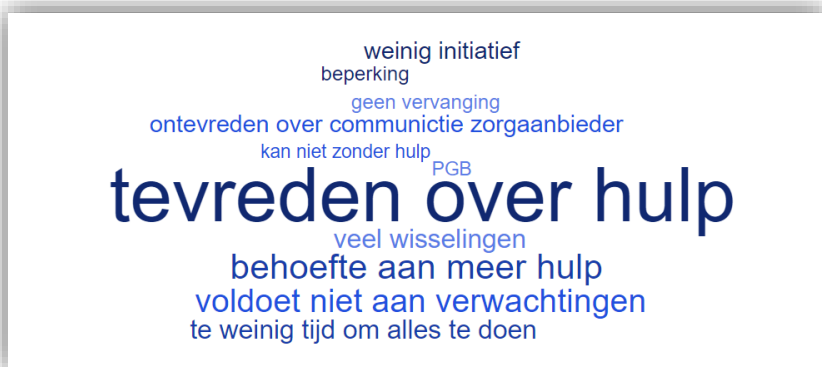 weinig initiatief
beperking
geen vervanging
ontevreden over communictie zorgaanbieder
kan niet zonder hulp
PGB
tevreden over hulp
veel wisselingen
behoefte aan meer hulp
voldoet niet aan verwachtingen
te weinig tijd om alles te doen